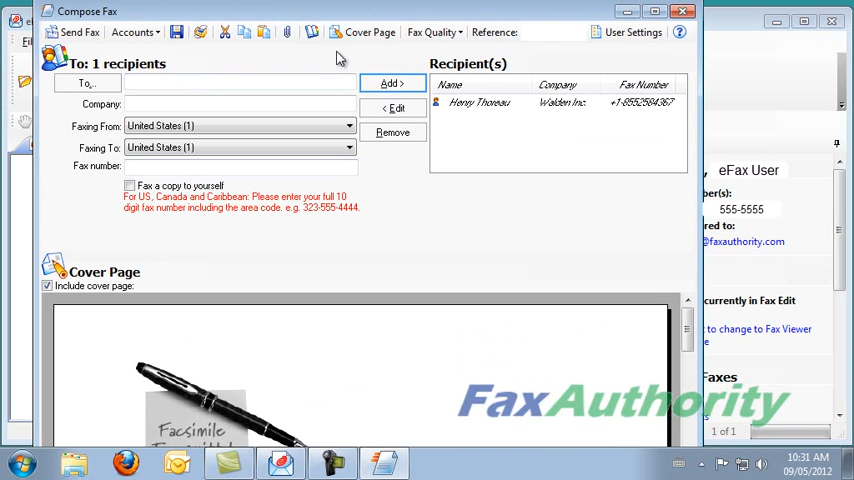 Compose Fax
Send Fax Accounts Cover Page Fax Quality Reference: User Settings
To: 1 recipients
To... Add >
Company: < Edit
Faxing From: United States (1)
Faxing To: United States (1) Remove
Fax number:
Fax a copy to yourself
For US, Canada and Caribbean: Please enter your full 10
digit fax number including the area code. e.g. 323-555-4444.
Recipient(s)
Name Company Fax Number
Henry Thoreau Walden Inc. +1-8552584367
Cover Page
Include cover page:
Facsimile
FaxAuthority
eFax User
ber(s):
555-5555
red to:
@faxauthority.com
currently in Fax Edit
t to change to Fax Viewer
e
Faxes
1 of 1
10:31 AM
09/05/2012